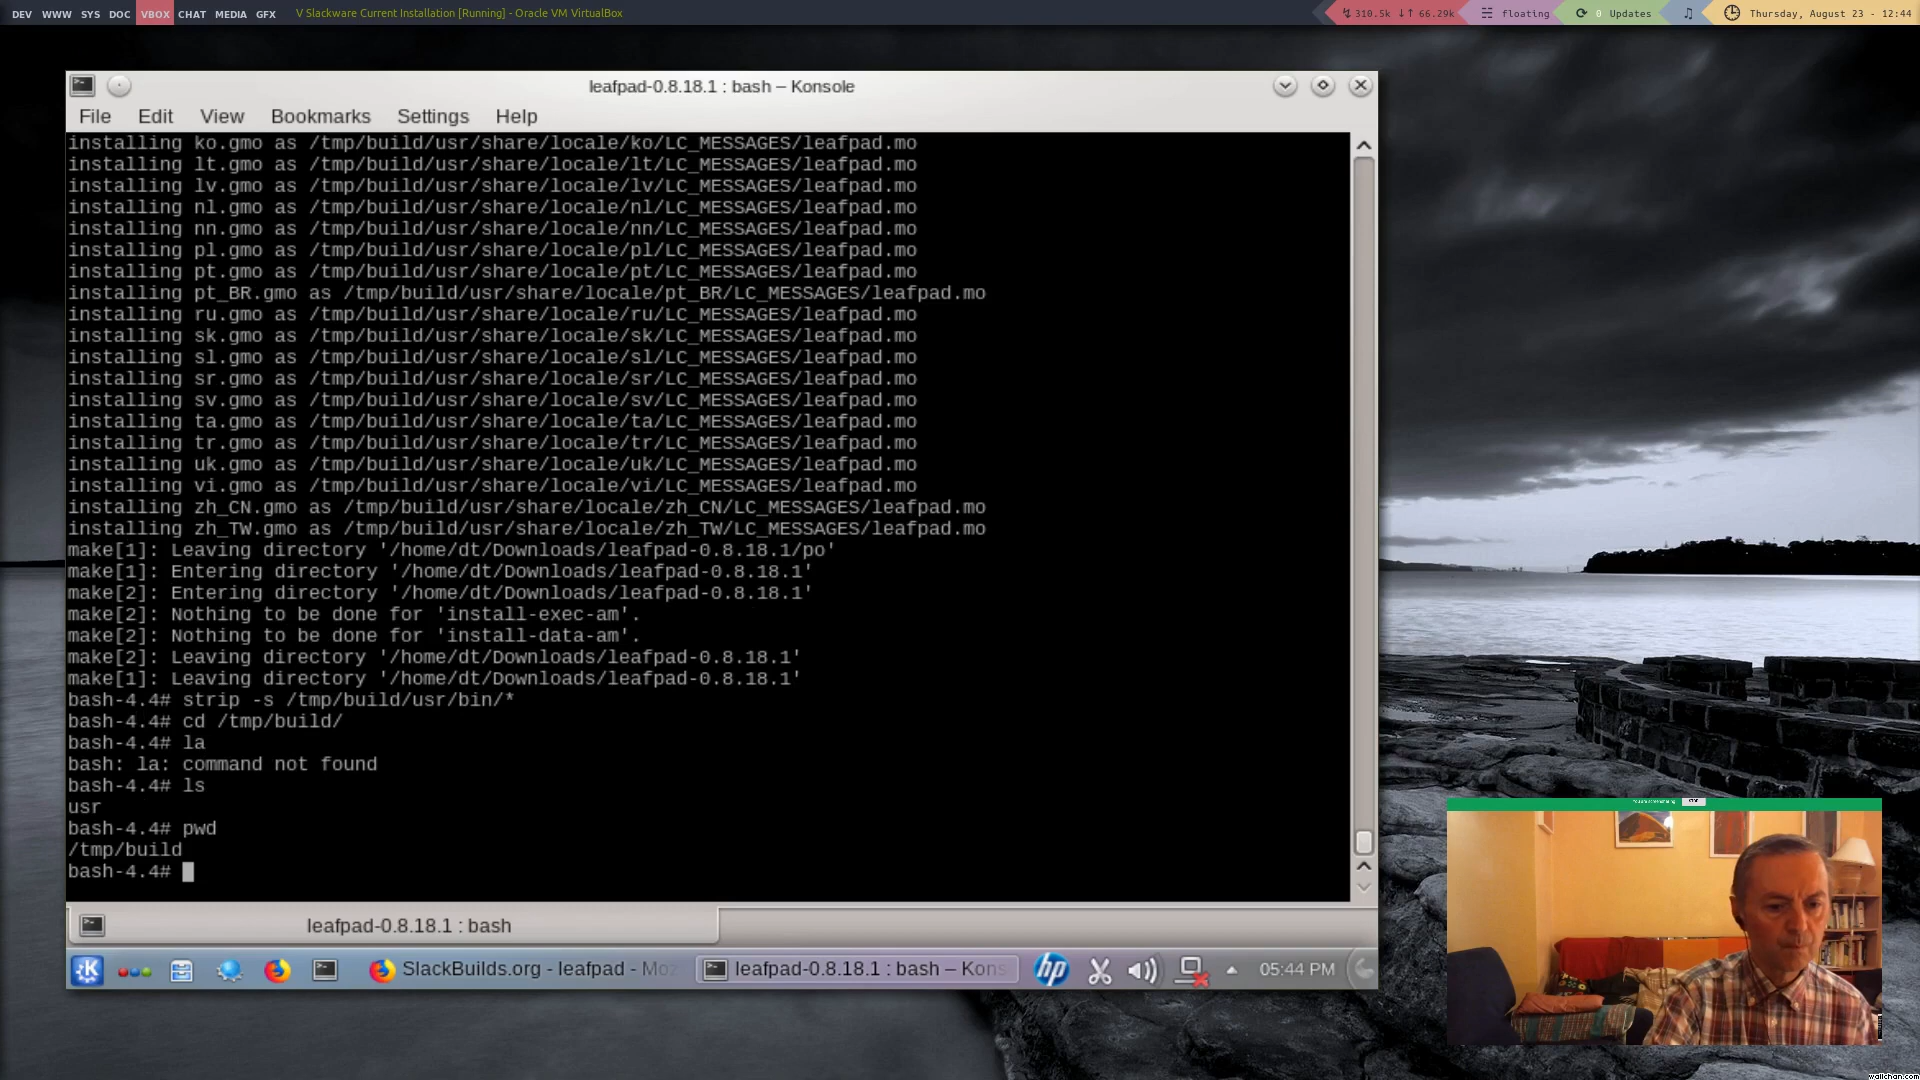 DEV WWW SYS DOC VBOX CHAT MEDIA GFX
V Slackware Current Installation [Running] - Oracle VM VirtualBox
310.5k ↓↑ 66.29k
floating
0 Updates
Thursday, August 23 - 12:44
leafpad-0.8.18.1 : bash – Konsole
File Edit View Bookmarks Settings Help
installing ko.gmo as /tmp/build/usr/share/locale/ko/LC_MESSAGES/leafpad.mo
installing lt.gmo as /tmp/build/usr/share/locale/lt/LC_MESSAGES/leafpad.mo
installing lv.gmo as /tmp/build/usr/share/locale/lv/LC_MESSAGES/leafpad.mo
installing nl.gmo as /tmp/build/usr/share/locale/nl/LC_MESSAGES/leafpad.mo
installing nn.gmo as /tmp/build/usr/share/locale/nn/LC_MESSAGES/leafpad.mo
installing pl.gmo as /tmp/build/usr/share/locale/pl/LC_MESSAGES/leafpad.mo
installing pt.gmo as /tmp/build/usr/share/locale/pt/LC_MESSAGES/leafpad.mo
installing pt_BR.gmo as /tmp/build/usr/share/locale/pt_BR/LC_MESSAGES/leafpad.mo
installing ru.gmo as /tmp/build/usr/share/locale/ru/LC_MESSAGES/leafpad.mo
installing sk.gmo as /tmp/build/usr/share/locale/sk/LC_MESSAGES/leafpad.mo
installing sl.gmo as /tmp/build/usr/share/locale/sl/LC_MESSAGES/leafpad.mo
installing sr.gmo as /tmp/build/usr/share/locale/sr/LC_MESSAGES/leafpad.mo
installing sv.gmo as /tmp/build/usr/share/locale/sv/LC_MESSAGES/leafpad.mo
installing ta.gmo as /tmp/build/usr/share/locale/ta/LC_MESSAGES/leafpad.mo
installing tr.gmo as /tmp/build/usr/share/locale/tr/LC_MESSAGES/leafpad.mo
installing uk.gmo as /tmp/build/usr/share/locale/uk/LC_MESSAGES/leafpad.mo
installing vi.gmo as /tmp/build/usr/share/locale/vi/LC_MESSAGES/leafpad.mo
installing zh_CN.gmo as /tmp/build/usr/share/locale/zh_CN/LC_MESSAGES/leafpad.mo
installing zh_TW.gmo as /tmp/build/usr/share/locale/zh_TW/LC_MESSAGES/leafpad.mo
make[1]: Leaving directory '/home/dt/Downloads/leafpad-0.8.18.1/po'
make[1]: Entering directory '/home/dt/Downloads/leafpad-0.8.18.1'
make[2]: Entering directory '/home/dt/Downloads/leafpad-0.8.18.1'
make[2]: Nothing to be done for 'install-exec-am'.
make[2]: Nothing to be done for 'install-data-am'.
make[2]: Leaving directory '/home/dt/Downloads/leafpad-0.8.18.1'
make[1]: Leaving directory '/home/dt/Downloads/leafpad-0.8.18.1'
bash-4.4# strip -s /tmp/build/usr/bin/*
bash-4.4# cd /tmp/build/
bash-4.4# la
bash: la: command not found
bash-4.4# ls
usr
bash-4.4# pwd
/tmp/build
bash-4.4#
leafpad-0.8.18.1 : bash
SlackBuilds.org - leafpad - Moz
leafpad-0.8.18.1 : bash – Kons
hp
05:44 PM
wallchan.com